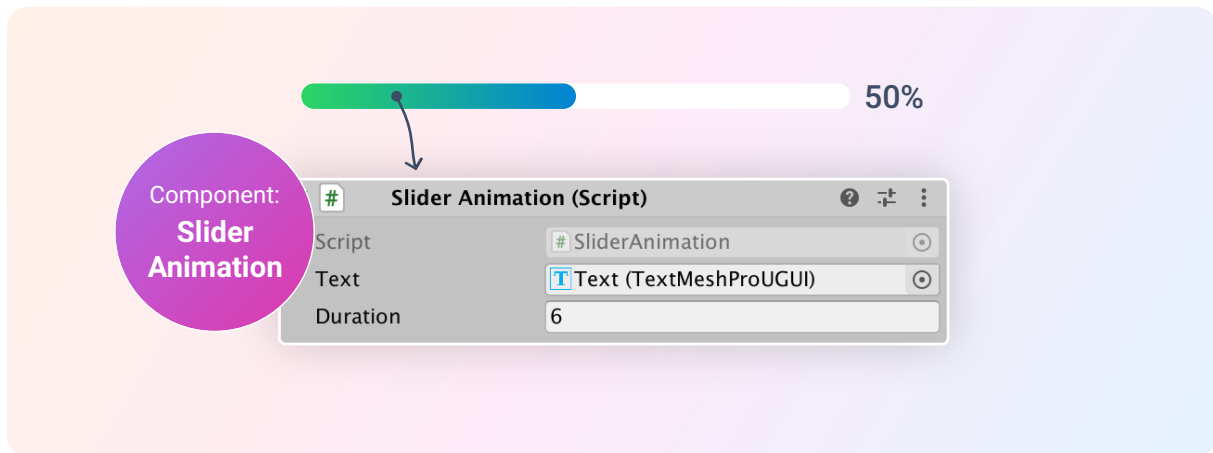 50%
Component:
Slider
Animation
# Slider Animation (Script) ?
Script # SliderAnimation
Text T Text (TextMeshProUGUI)
Duration 6